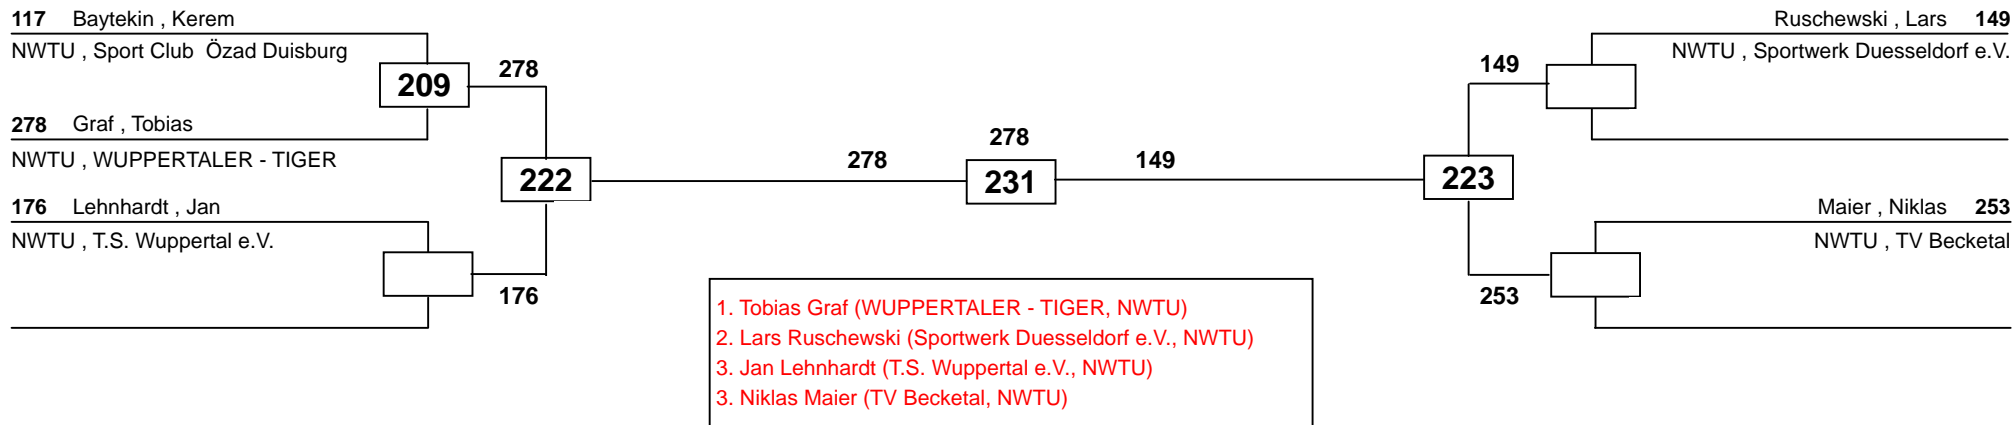 117 Baytekin , Kerem
NWTU , Sport Club Özad Duisburg
209
278
278 Graf , Tobias
NWTU , WUPPERTALER - TIGER
222
176 Lehnhardt , Jan
NWTU , T.S. Wuppertal e.V.
176
278
278
231
149
Ruschewski , Lars 149
NWTU , Sportwerk Duesseldorf e.V.
149
223
Maier , Niklas 253
NWTU , TV Becketal
253
1. Tobias Graf (WUPPERTALER - TIGER, NWTU)
2. Lars Ruschewski (Sportwerk Duesseldorf e.V., NWTU)
3. Jan Lehnhardt (T.S. Wuppertal e.V., NWTU)
3. Niklas Maier (TV Becketal, NWTU)